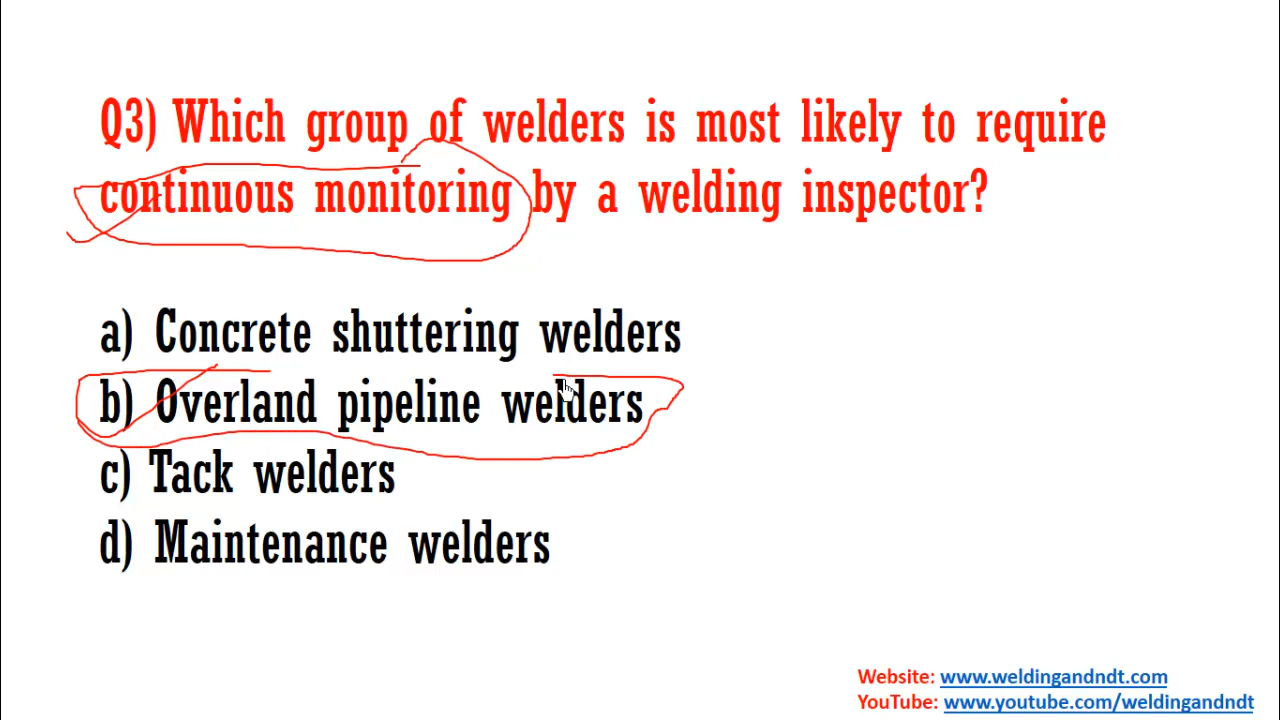 Q3) Which group of welders is most likely to require
continuous monitoring by a welding inspector?
a) Concrete shuttering welders
b) Overland pipeline welders
c) Tack welders
d) Maintenance welders
Website: www.weldingandndt.com
YouTube: www.youtube.com/weldingandndt